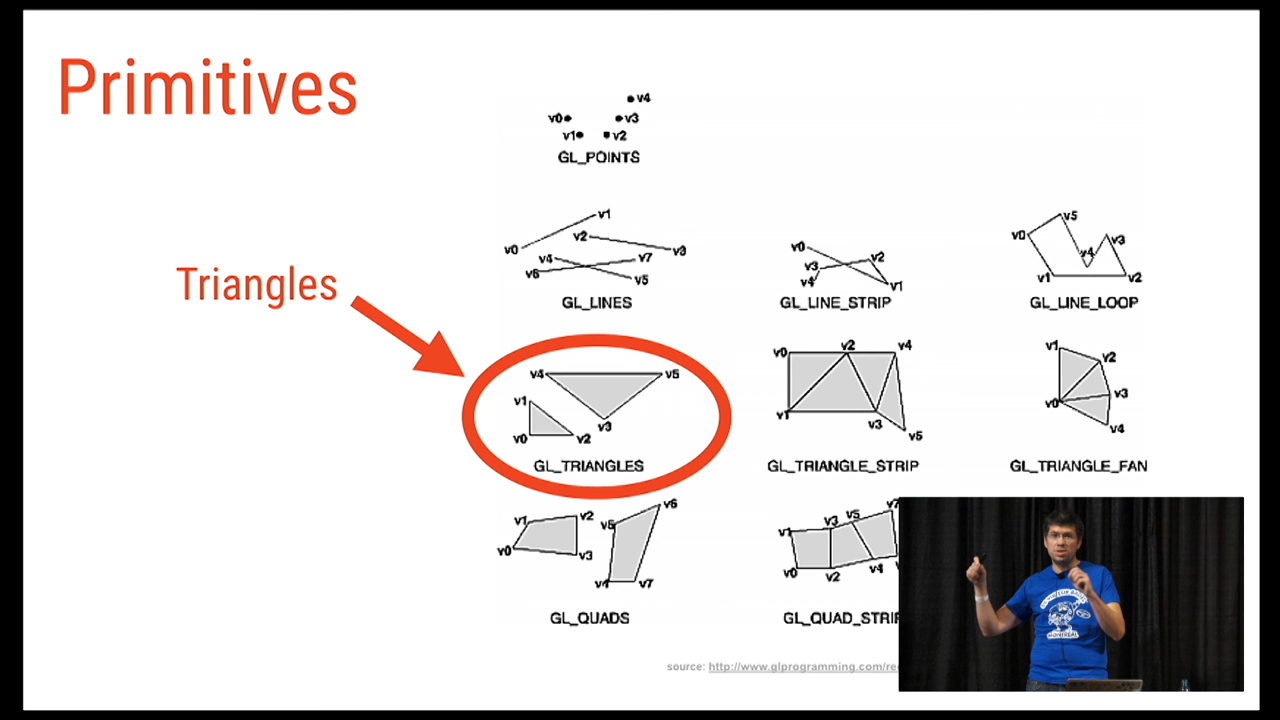 Primitives
v4
v0 v3
v1 v2
GL_POINTS
v1
v2
v0 v3
v4 v7
v6 v5
GL_LINES
v0
v2
v3
v4 v1
GL_LINE_STRIP
v5
v0 v3
v4
v1 v2
GL_LINE_LOOP
Triangles
v4 v5
v1
v3
v0 v2
GL_TRIANGLES
v0 v2 v4
v1
v3
v5
GL_TRIANGLE_STRIP
v1
v2
v3
v0
v4
GL_TRIANGLE_FAN
v6
v1 v2
v5
v0 v3
v4 v7
GL_QUADS
v7
v5
v3
v1
v0 v2 v4
GL_QUAD_STRIP
source: http://www.glprogramming.com/re
MONTREAL